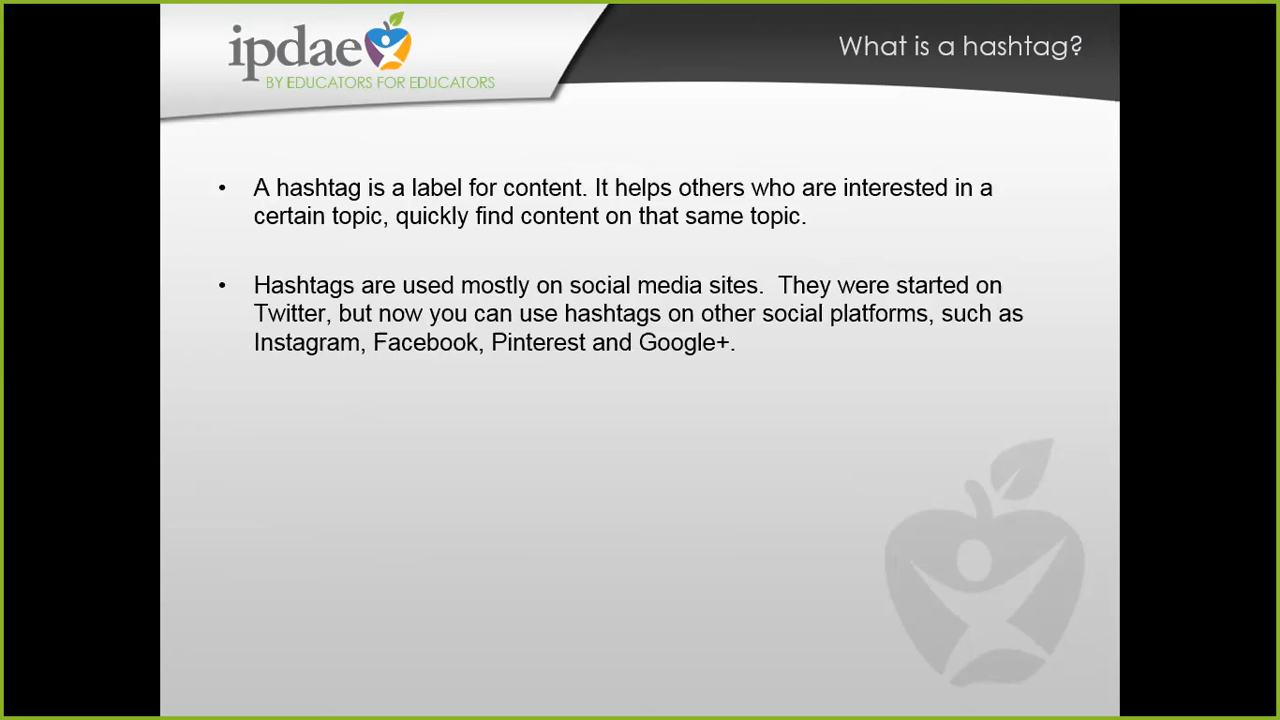 ipdae
BY EDUCATORS FOR EDUCATORS
What is a hashtag?
• A hashtag is a label for content. It helps others who are interested in a
certain topic, quickly find content on that same topic.
• Hashtags are used mostly on social media sites.  They were started on
Twitter, but now you can use hashtags on other social platforms, such as
Instagram, Facebook, Pinterest and Google+.